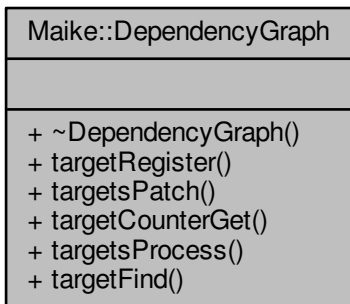 Maike::DependencyGraph
+ ~DependencyGraph()
+ targetRegister()
+ targetsPatch()
+ targetCounterGet()
+ targetsProcess()
+ targetFind()